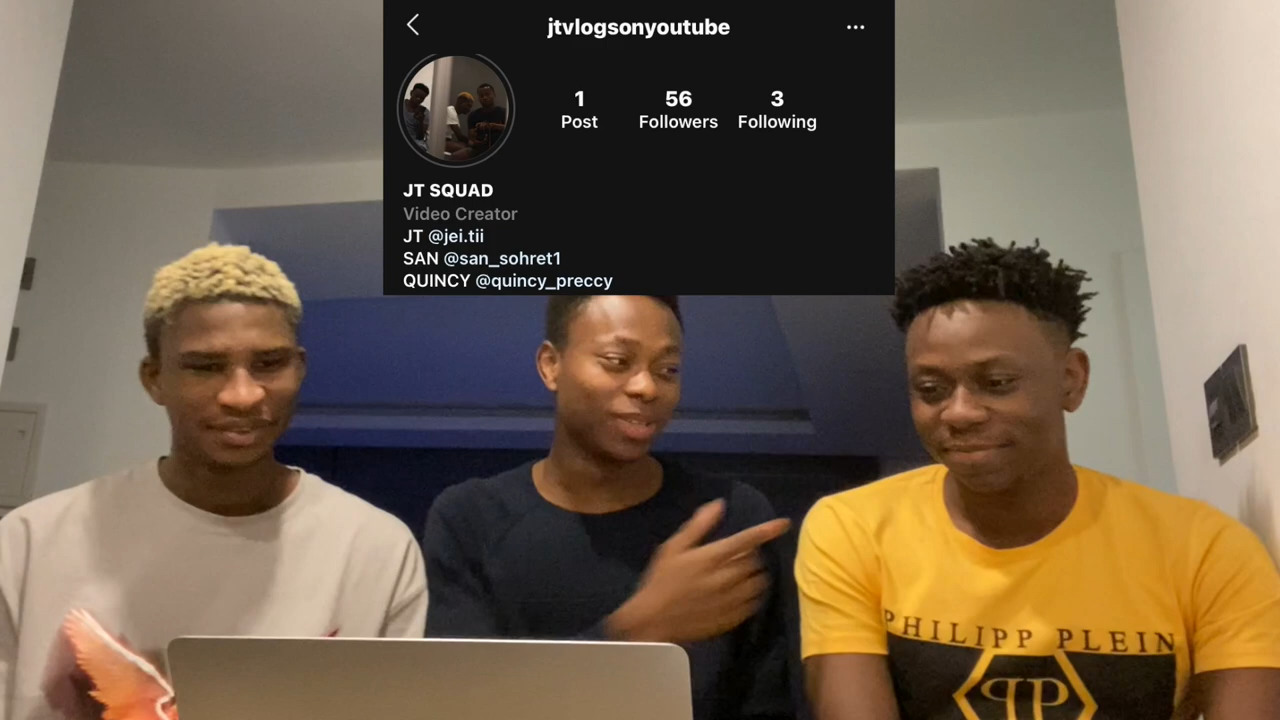 jtvlogsonyoutube
1 56 3
Post Followers Following
JT SQUAD
Video Creator
JT @jei.tii
SAN @san_sohret1
QUINCY @quincy_preccy
PHILIPP PLEIN
PP